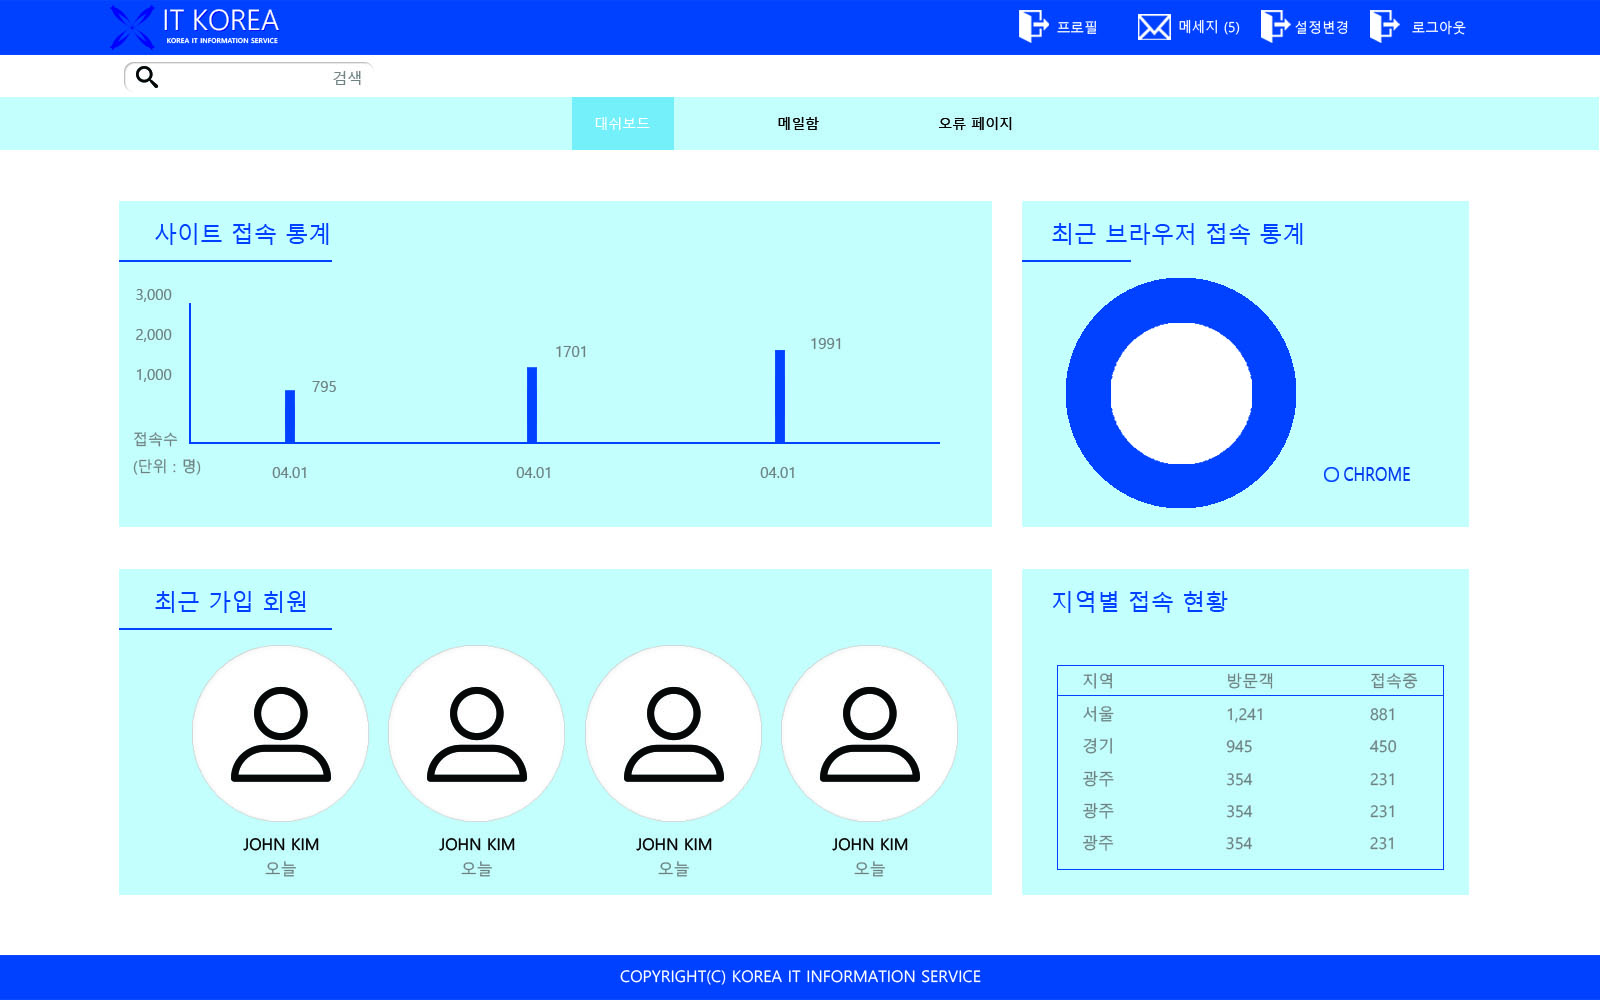 IT KOREA
KOREA IT INFORMATION SERVICE
프로필
메세지 (5)
설정변경
로그아웃
검색
대쉬보드
메일함
오류 페이지
사이트 접속 통계
3,000
2,000
1,000
접속수
(단위 : 명)
795
1701
1991
04.01
04.01
04.01
최근 브라우저 접속 통계
CHROME
최근 가입 회원
JOHN KIM
오늘
JOHN KIM
오늘
JOHN KIM
오늘
JOHN KIM
오늘
지역별 접속 현황
지역 방문객 접속중
서울 1,241 881
경기 945 450
광주 354 231
광주 354 231
광주 354 231
COPYRIGHT(C) KOREA IT INFORMATION SERVICE